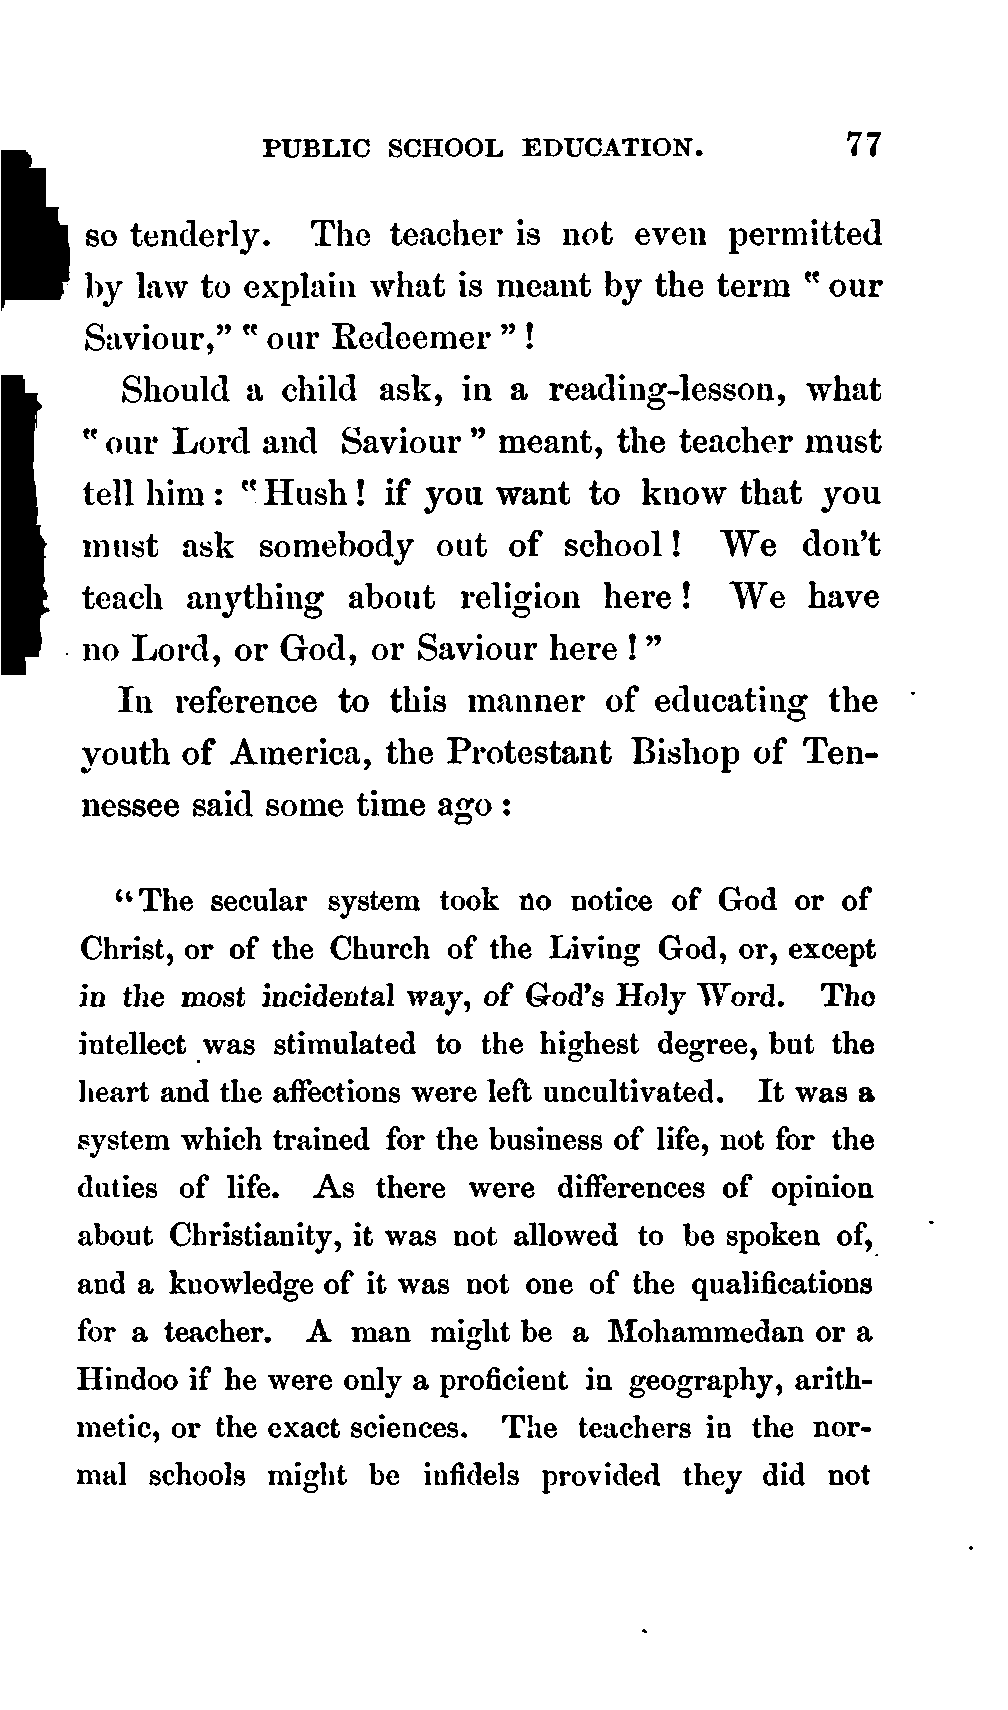 PUBLIC SCHOOL EDUCATION. 77
so tenderly. The teacher is not even permitted
by law to explain what is meant by the term "our
Saviour," "our Redeemer"!
Should a child ask, in a reading-lesson, what
"our Lord and Saviour" meant, the teacher must
tell him: "Hush! if you want to know that you
must ask somebody out of school! We don't
teach anything about religion here! We have
no Lord, or God, or Saviour here!"
In reference to this manner of educating the
youth of America, the Protestant Bishop of Ten-
nessee said some time ago:
"The secular system took no notice of God or of
Christ, or of the Church of the Living God, or, except
in the most incidental way, of God's Holy Word. The
intellect was stimulated to the highest degree, but the
heart and the affections were left uncultivated. It was a
system which trained for the business of life, not for the
duties of life. As there were differences of opinion
about Christianity, it was not allowed to be spoken of,
and a knowledge of it was not one of the qualifications
for a teacher. A man might be a Mohammedan or a
Hindoo if he were only a proficient in geography, arith-
metic, or the exact sciences. The teachers in the nor-
mal schools might be infidels provided they did not